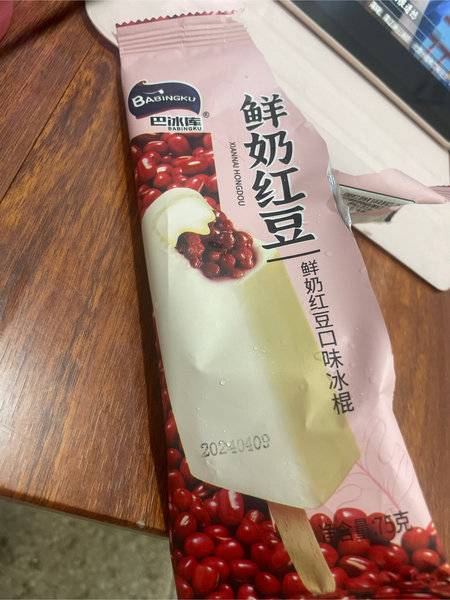 BABINGKU
巴冰库®
BABINGKU
鲜奶红豆
XIANNAI HONGDOU
鲜奶红豆口味冰棍
20240409
净含量:75克